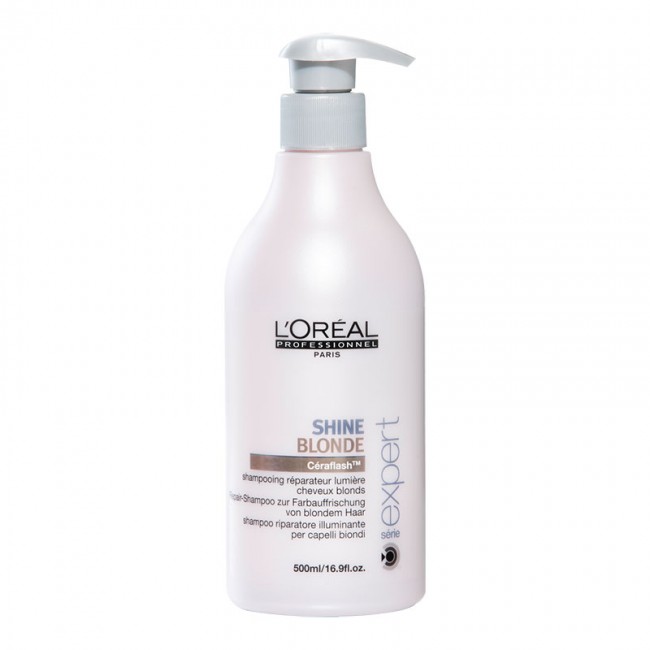 L'ORÉAL
PROFESSIONNEL
PARIS
SHINE
BLONDE
Céraflash™
shampooing réparateur lumière
cheveux blonds
Repair-Shampoo zur Farbauffrischung
von blondem Haar
shampoo riparatore illuminante
per capelli biondi
500ml/16.9fl.oz.
série expert